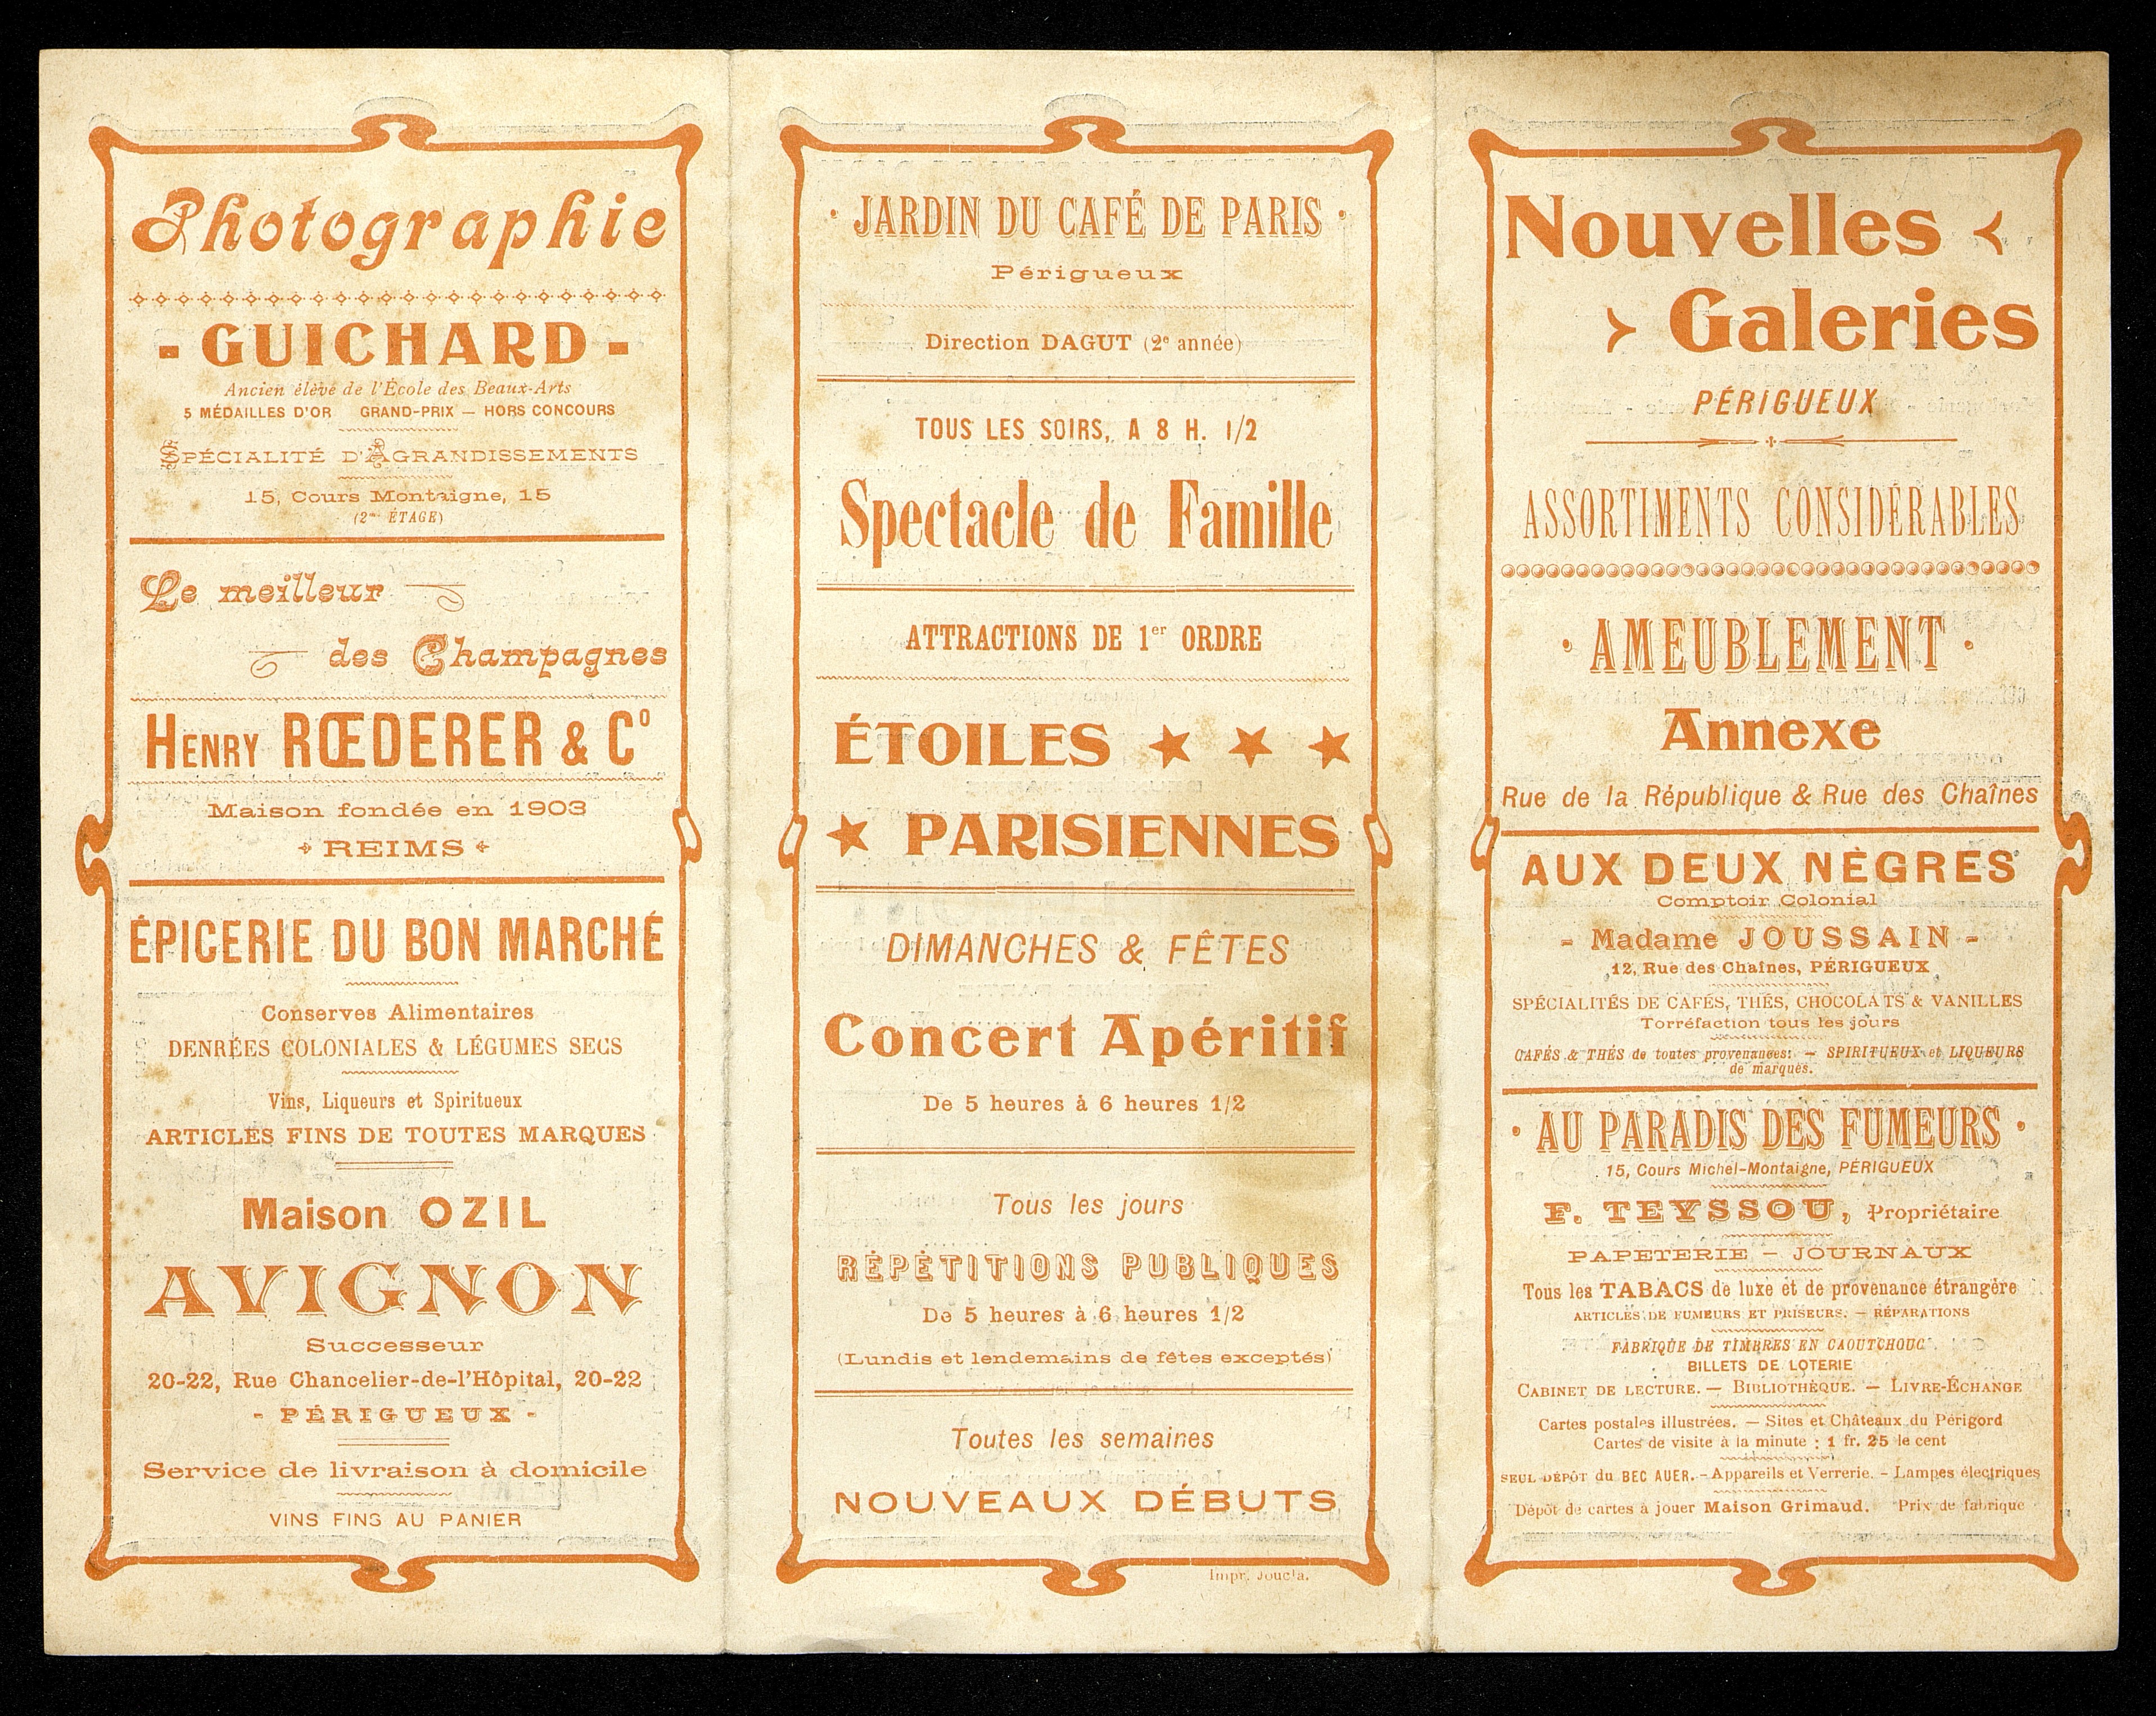 Photographie
- GUICHARD -
Ancien élève de l'École des Beaux-Arts
5 MÉDAILLES D'OR GRAND-PRIX — HORS CONCOURS
SPÉCIALITÉ D'AGRANDISSEMENTS
15, Cours Montaigne, 15
(2me ÉTAGE)
Le meilleur
des Champagnes
HENRY RŒDERER & Co
Maison fondée en 1903
REIMS
ÉPICERIE DU BON MARCHÉ
Conserves Alimentaires
DENRÉES COLONIALES & LÉGUMES SECS
Vins, Liqueurs et Spiritueux
ARTICLES FINS DE TOUTES MARQUES
Maison OZIL
AVIGNON
Successeur
20-22, Rue Chancelier-de-l'Hôpital, 20-22
- PÉRIGUEUX -
Service de livraison à domicile
VINS FINS AU PANIER
· JARDIN DU CAFÉ DE PARIS ·
Périgueux
Direction DAGUT (2e année)
TOUS LES SOIRS, A 8 H. 1/2
Spectacle de Famille
ATTRACTIONS DE 1er ORDRE
ÉTOILES ★ ★ ★
★ PARISIENNES
DIMANCHES & FÊTES
Concert Apéritif
De 5 heures à 6 heures 1/2
Tous les jours
RÉPÉTITIONS PUBLIQUES
De 5 heures à 6 heures 1/2
(Lundis et lendemains de fêtes exceptés)
Toutes les semaines
NOUVEAUX DÉBUTS
Impr. Joucla.
Nouvelles
Galeries
PÉRIGUEUX
ASSORTIMENTS CONSIDÉRABLES
· AMEUBLEMENT ·
Annexe
Rue de la République & Rue des Chaînes
AUX DEUX NÈGRES
Comptoir Colonial
- Madame JOUSSAIN -
12, Rue des Chaînes, PÉRIGUEUX
SPÉCIALITÉS DE CAFÉS, THÉS, CHOCOLATS & VANILLES
Torréfaction tous les jours
CAFÉS & THÉS de toutes provenances: — SPIRITUEUX et LIQUEURS
de marques.
· AU PARADIS DES FUMEURS ·
15, Cours Michel-Montaigne, PÉRIGUEUX
F. TEYSSOU, Propriétaire
PAPETERIE — JOURNAUX
Tous les TABACS de luxe et de provenance étrangère
ARTICLES DE FUMEURS ET PRISEURS. — RÉPARATIONS
FABRIQUE DE TIMBRES EN CAOUTCHOUC
BILLETS DE LOTERIE
CABINET DE LECTURE. — BIBLIOTHÈQUE. — LIVRE-ÉCHANGE
Cartes postales illustrées. — Sites et Châteaux du Périgord
Cartes de visite à la minute : 1 fr. 25 le cent
SEUL DÉPÔT du BEC AUER. - Appareils et Verrerie. - Lampes électriques
Dépôt de cartes à jouer Maison Grimaud. Prix de fabrique